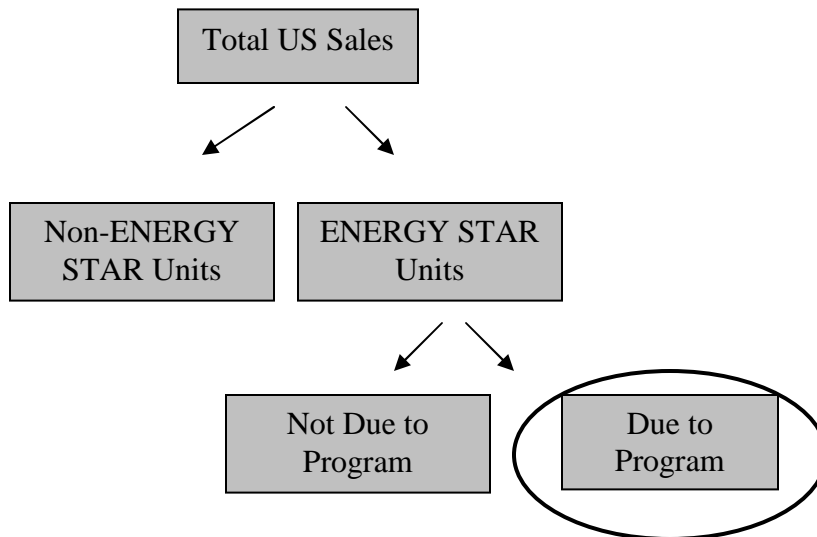 Total US Sales
Non-ENERGY
STAR Units
ENERGY STAR
Units
Not Due to
Program
Due to
Program